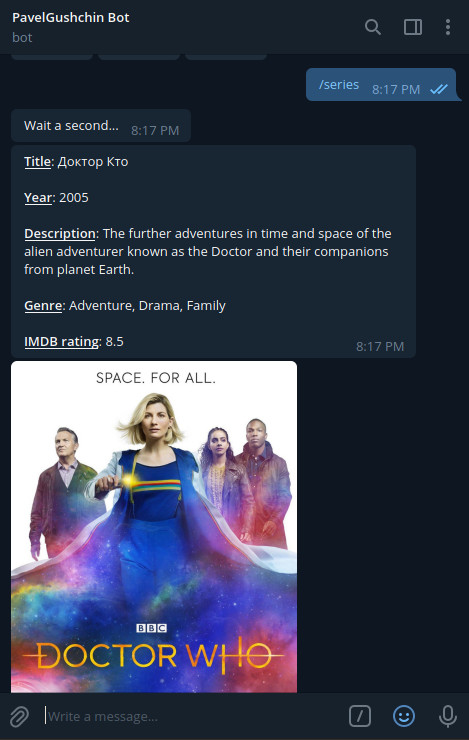 PavelGushchin Bot
bot
/series 8:17 PM
Wait a second... 8:17 PM
Title: Доктор Кто
Year: 2005
Description: The further adventures in time and space of the
alien adventurer known as the Doctor and their companions
from planet Earth.
Genre: Adventure, Drama, Family
IMDB rating: 8.5
8:17 PM
SPACE. FOR ALL.
BBC
DOCTOR WHO
Write a message...